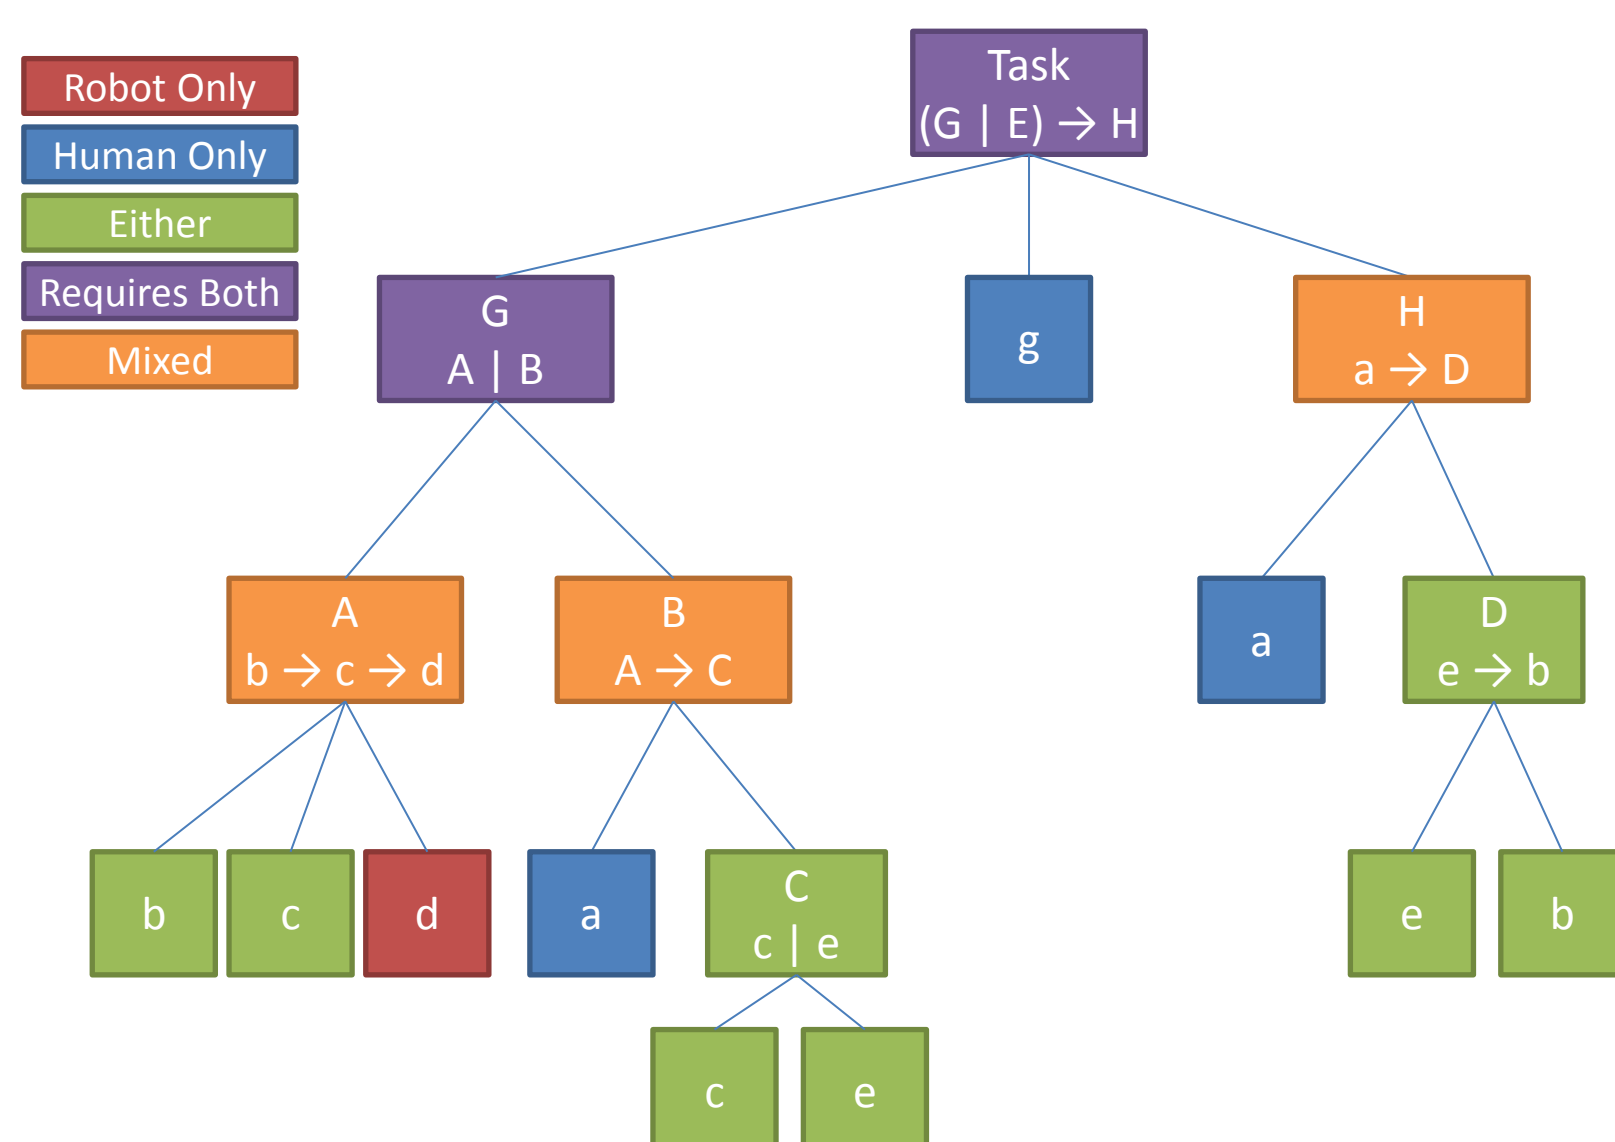 Robot Only
Human Only
Either
Requires Both
Mixed
Task
(G | E) → H
G
A | B
g
H
a → D
A
b → c → d
B
A → C
a
D
e → b
b
c
d
a
C
c | e
e
b
c
e